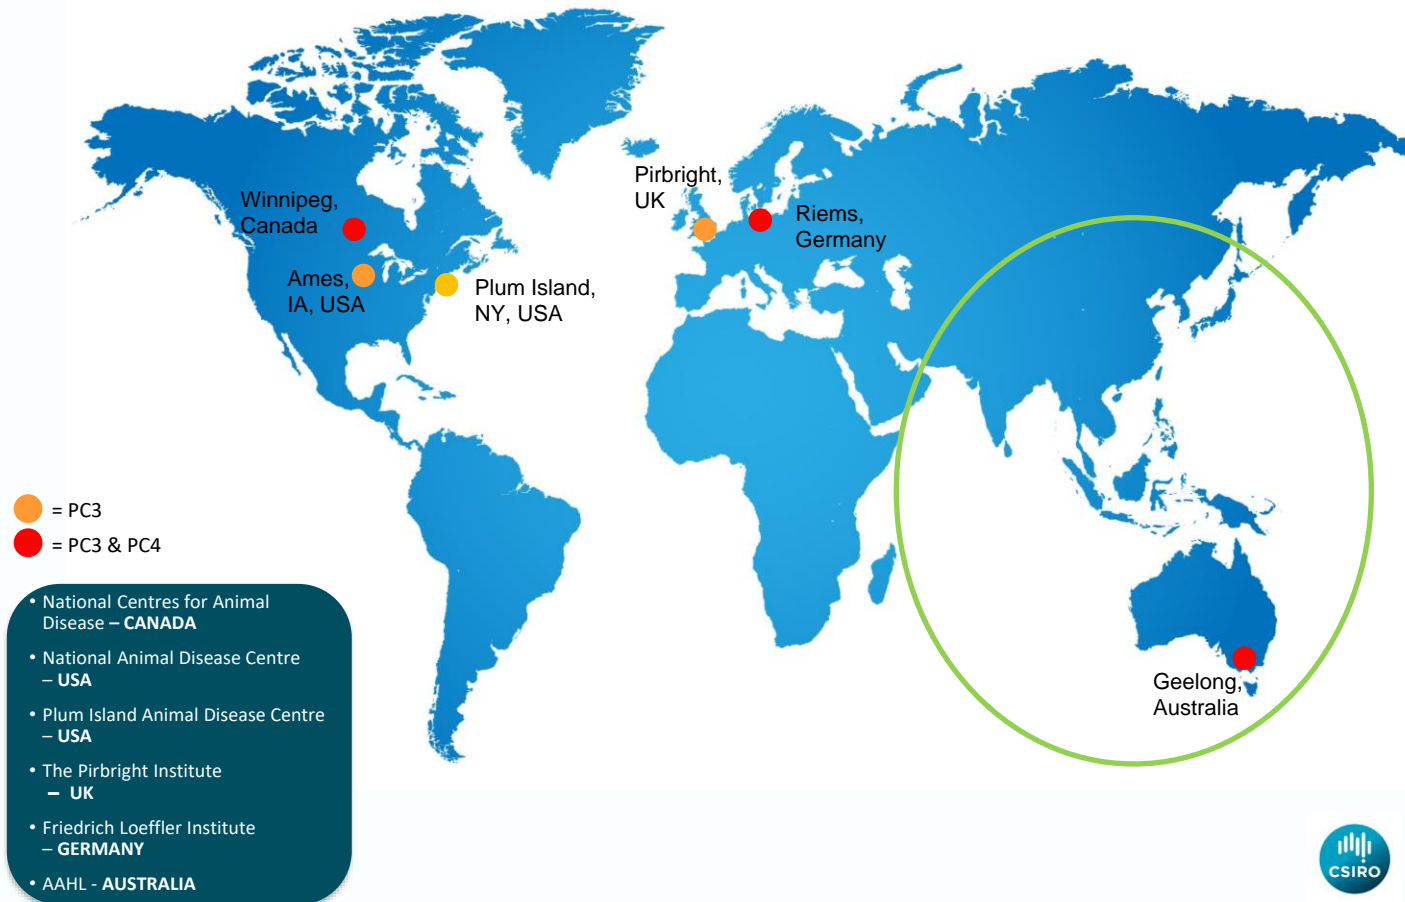 Winnipeg,
Canada
Ames,
IA, USA
Plum Island,
NY, USA
Pirbright,
UK
Riems,
Germany
Geelong,
Australia
= PC3
= PC3 & PC4
• National Centres for Animal
Disease – CANADA
• National Animal Disease Centre
– USA
• Plum Island Animal Disease Centre
– USA
• The Pirbright Institute
– UK
• Friedrich Loeffler Institute
– GERMANY
• AAHL - AUSTRALIA
CSIRO